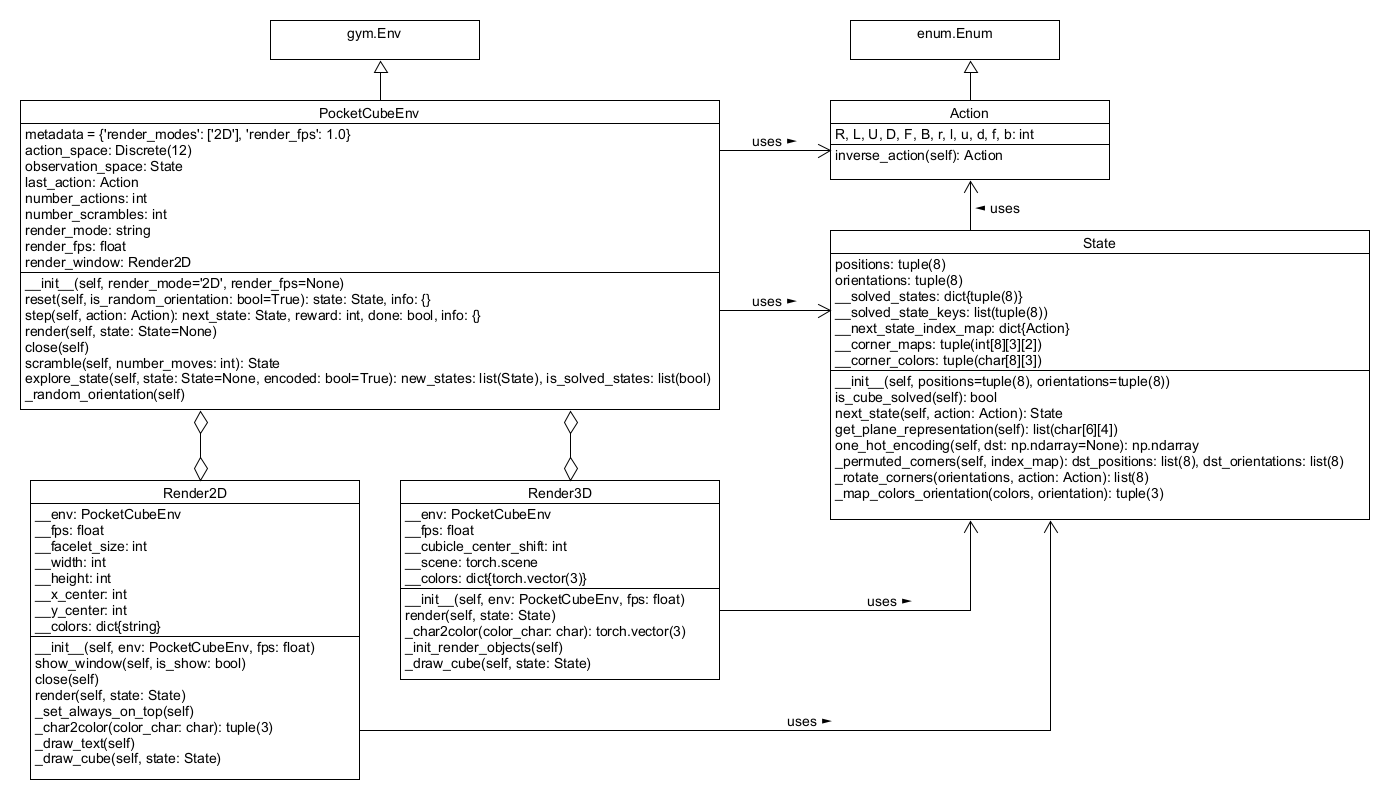 gym.Env
enum.Enum
PocketCubeEnv
metadata = {'render_modes': ['2D'], 'render_fps': 1.0}
action_space: Discrete(12)
observation_space: State
last_action: Action
number_actions: int
number_scrambles: int
render_mode: string
render_fps: float
render_window: Render2D
__init__(self, render_mode='2D', render_fps=None)
reset(self, is_random_orientation: bool=True): state: State, info: {}
step(self, action: Action): next_state: State, reward: int, done: bool, info: {}
render(self, state: State=None)
close(self)
scramble(self, number_moves: int): State
explore_state(self, state: State=None, encoded: bool=True): new_states: list(State), is_solved_states: list(bool)
_random_orientation(self)
uses ►
uses ►
Action
R, L, U, D, F, B, r, l, u, d, f, b: int
inverse_action(self): Action
◄ uses
State
positions: tuple(8)
orientations: tuple(8)
__solved_states: dict{tuple(8)}
__solved_state_keys: list(tuple(8))
__next_state_index_map: dict{Action}
__corner_maps: tuple(int[8][3][2])
__corner_colors: tuple(char[8][3])
__init__(self, positions=tuple(8), orientations=tuple(8))
is_cube_solved(self): bool
next_state(self, action: Action): State
get_plane_representation(self): list(char[6][4])
one_hot_encoding(self, dst: np.ndarray=None): np.ndarray
_permuted_corners(self, index_map): dst_positions: list(8), dst_orientations: list(8)
_rotate_corners(orientations, action: Action): list(8)
_map_colors_orientation(colors, orientation): tuple(3)
Render2D
__env: PocketCubeEnv
__fps: float
__facelet_size: int
__width: int
__height: int
__x_center: int
__y_center: int
__colors: dict{string}
__init__(self, env: PocketCubeEnv, fps: float)
show_window(self, is_show: bool)
close(self)
render(self, state: State)
_set_always_on_top(self)
_char2color(color_char: char): tuple(3)
_draw_text(self)
_draw_cube(self, state: State)
Render3D
__env: PocketCubeEnv
__fps: float
__cubicle_center_shift: int
__scene: torch.scene
__colors: dict{torch.vector(3)}
__init__(self, env: PocketCubeEnv, fps: float)
render(self, state: State)
_char2color(color_char: char): torch.vector(3)
_init_render_objects(self)
_draw_cube(self, state: State)
uses ►
uses ►